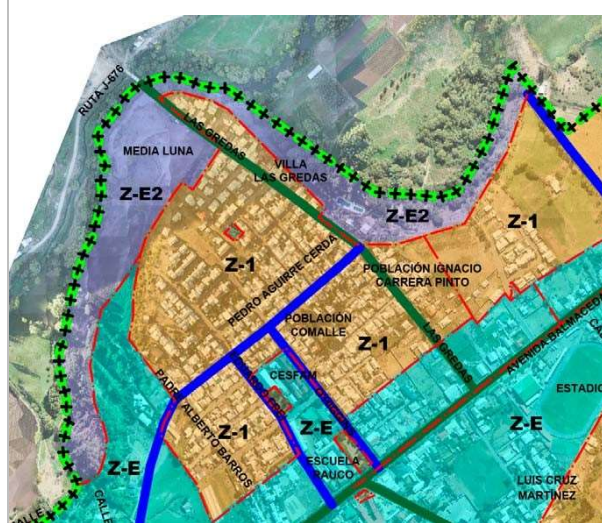 RUTA J-676
LAS GREDAS
MEDIA LUNA
VILLA
LAS GREDAS
Z-E2
Z-E2
Z-1
Z-1
PEDRO AGUIRRE CERDA
POBLACIÓN IGNACIO
CARRERA PINTO
POBLACIÓN
COMALLE
Z-1
LAS GREDAS
AVENIDA BALMACEDA
CESFAM
ESTADIO
PADRE ALBERTO BARROS
Z-1
Z-E
Z-E
Z-E
ESCUELA
RAUCO
LUIS CRUZ
MARTÍNEZ
CALLE
CALLE